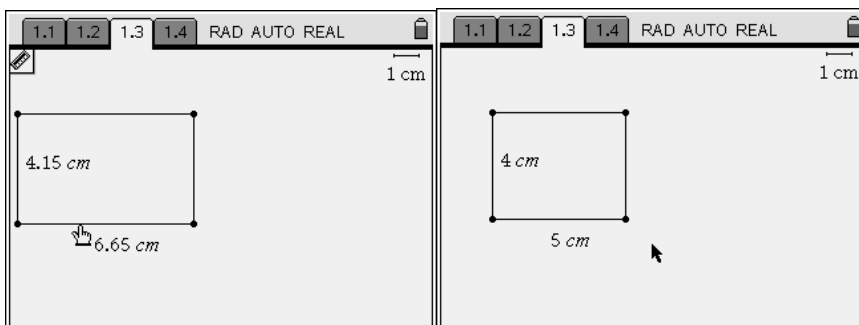 1.1 1.2 1.3 1.4 RAD AUTO REAL
1 cm
4.15 cm
6.65 cm
1.1 1.2 1.3 1.4 RAD AUTO REAL
1 cm
4 cm
5 cm